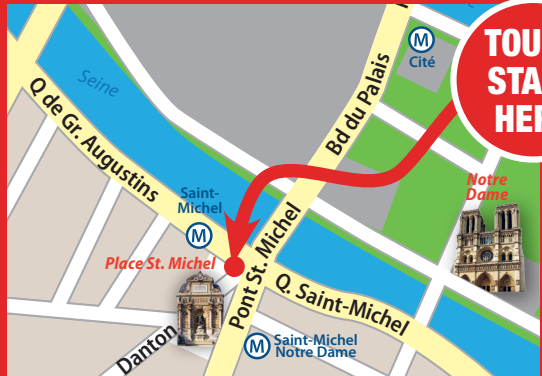 TOU
STA
HER
M
Cité
Seine
Bd du Palais
Q de Gr. Augustins
Notre
Dame
Saint-
Michel
M
Place St. Michel
Pont St. Michel
Q. Saint-Michel
Danton
M
Saint-Michel
Notre Dame